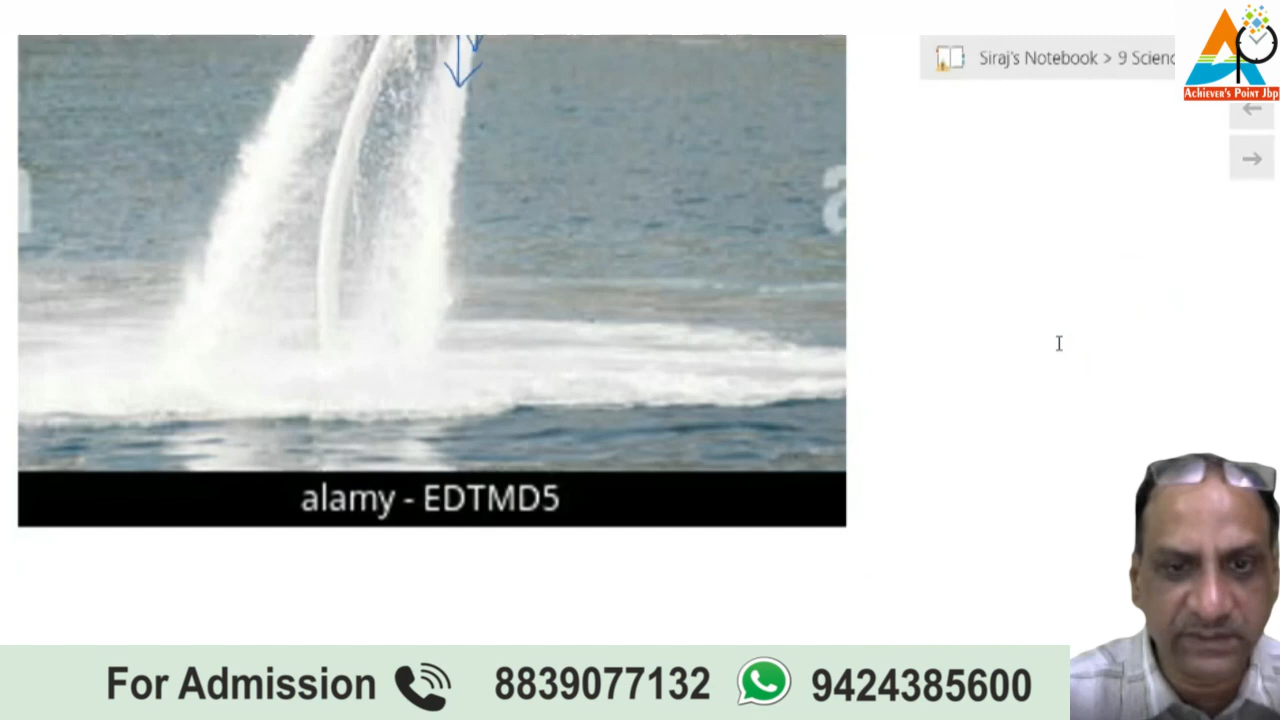 Siraj's Notebook > 9 Scienc
ACHIEVER'S POINT Jbp
a
alamy - EDTMD5
For Admission 8839077132 9424385600